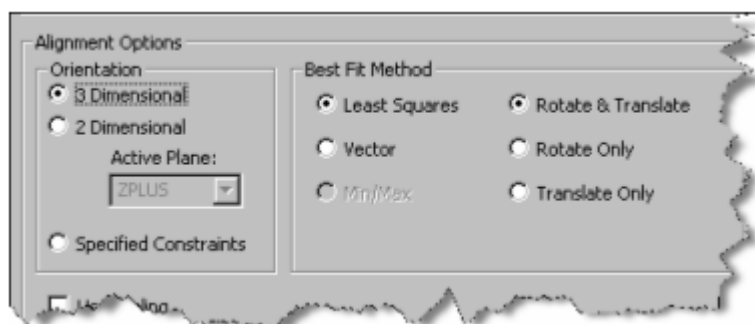 Alignment Options
Orientation
3 Dimensional
2 Dimensional
Active Plane:
ZPLUS
Specified Constraints
Best Fit Method
Least Squares
Rotate & Translate
Vector
Rotate Only
Min/Max
Translate Only